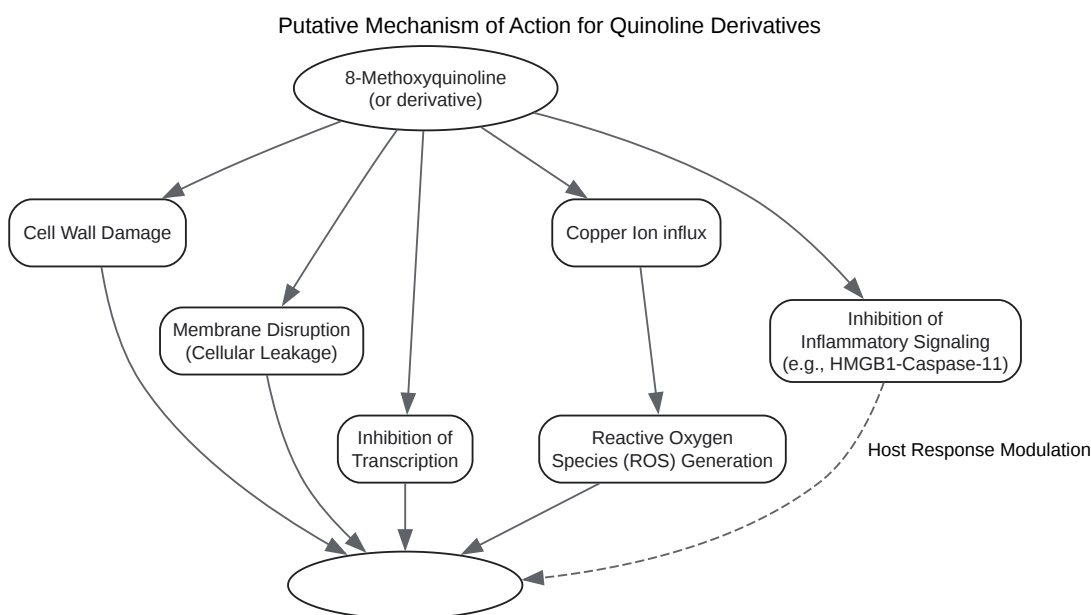 Putative Mechanism of Action for Quinoline Derivatives
8-Methoxyquinoline
(or derivative)
Cell Wall Damage
Copper Ion influx
Membrane Disruption
(Cellular Leakage)
Inhibition of
Inflammatory Signaling
(e.g., HMGB1-Caspase-11)
Inhibition of
Transcription
Reactive Oxygen
Species (ROS) Generation
Host Response Modulation